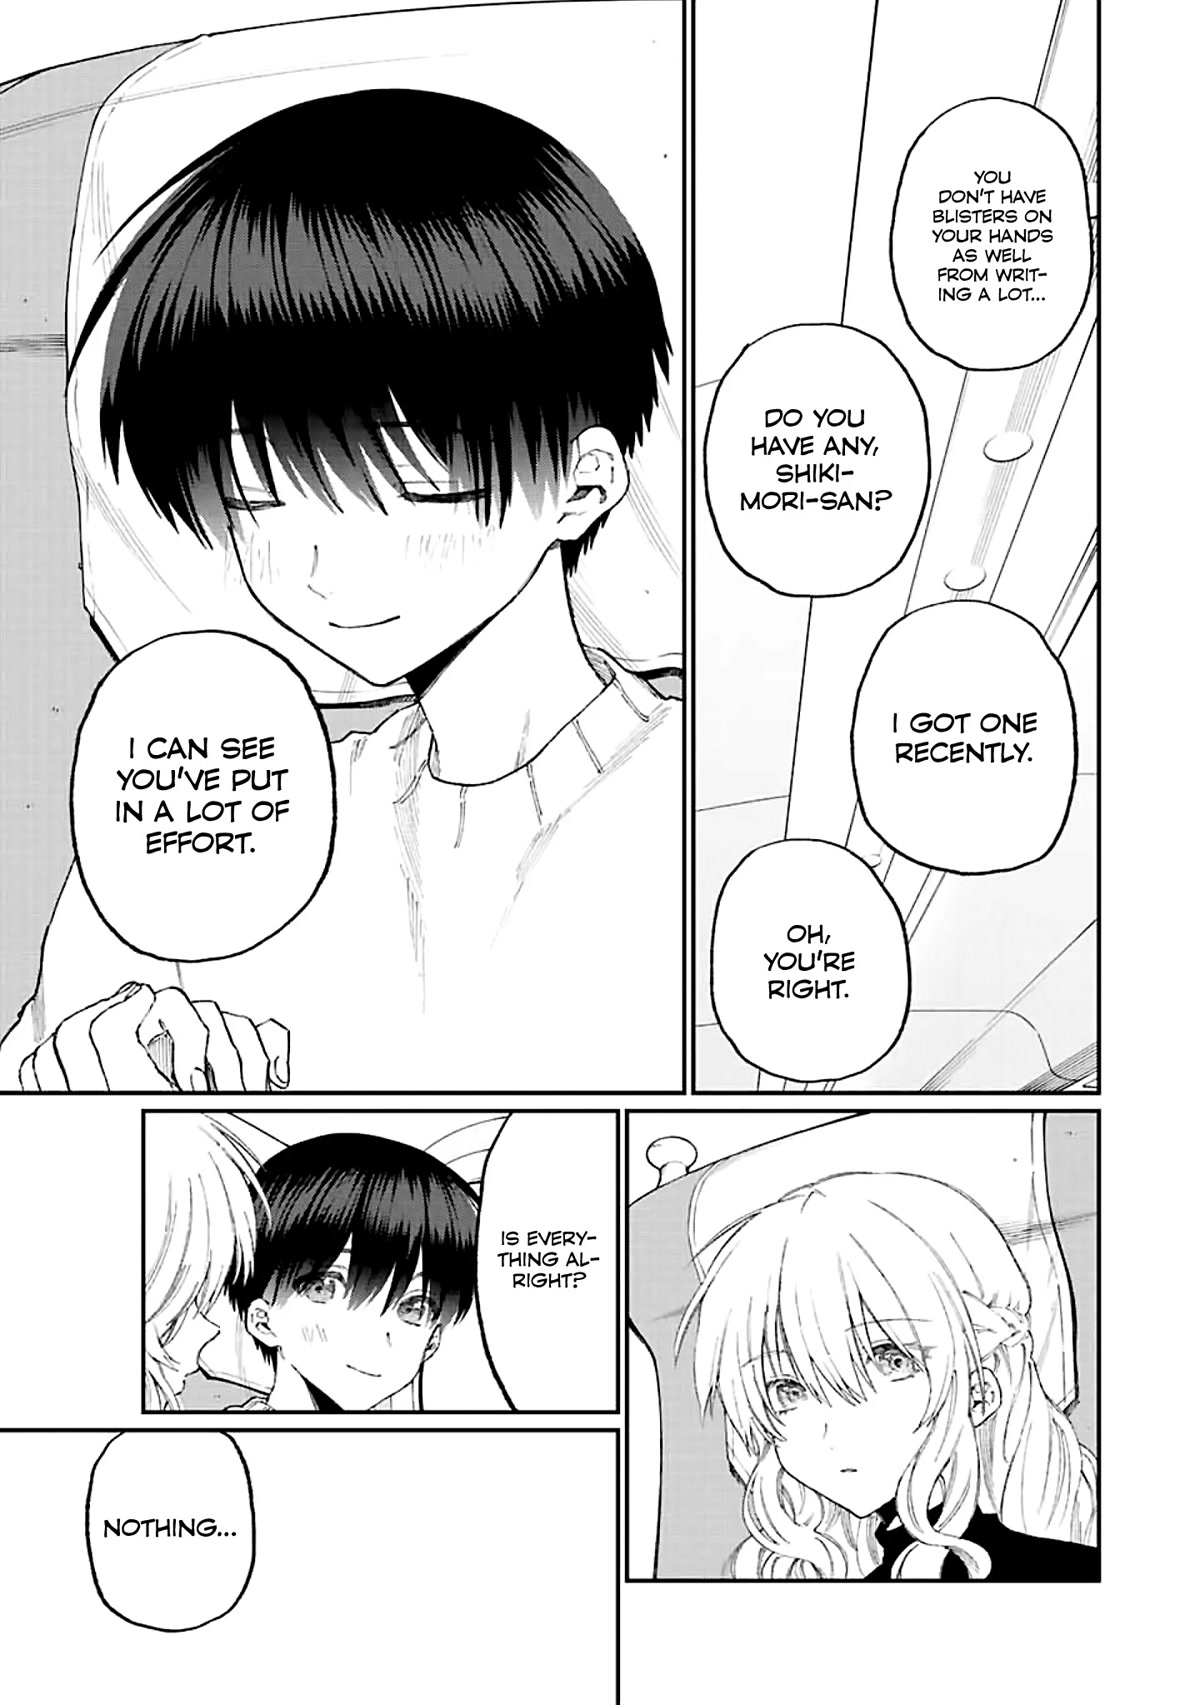 YOU
DON'T HAVE
BLISTERS ON
YOUR HANDS
AS WELL
FROM WRIT-
ING A LOT...
DO YOU
HAVE ANY,
SHIKI-
MORI-SAN?
I GOT ONE
RECENTLY.
OH,
YOU'RE
RIGHT.
I CAN SEE
YOU'VE PUT
IN A LOT OF
EFFORT.
IS EVERY-
THING AL-
RIGHT?
NOTHING...